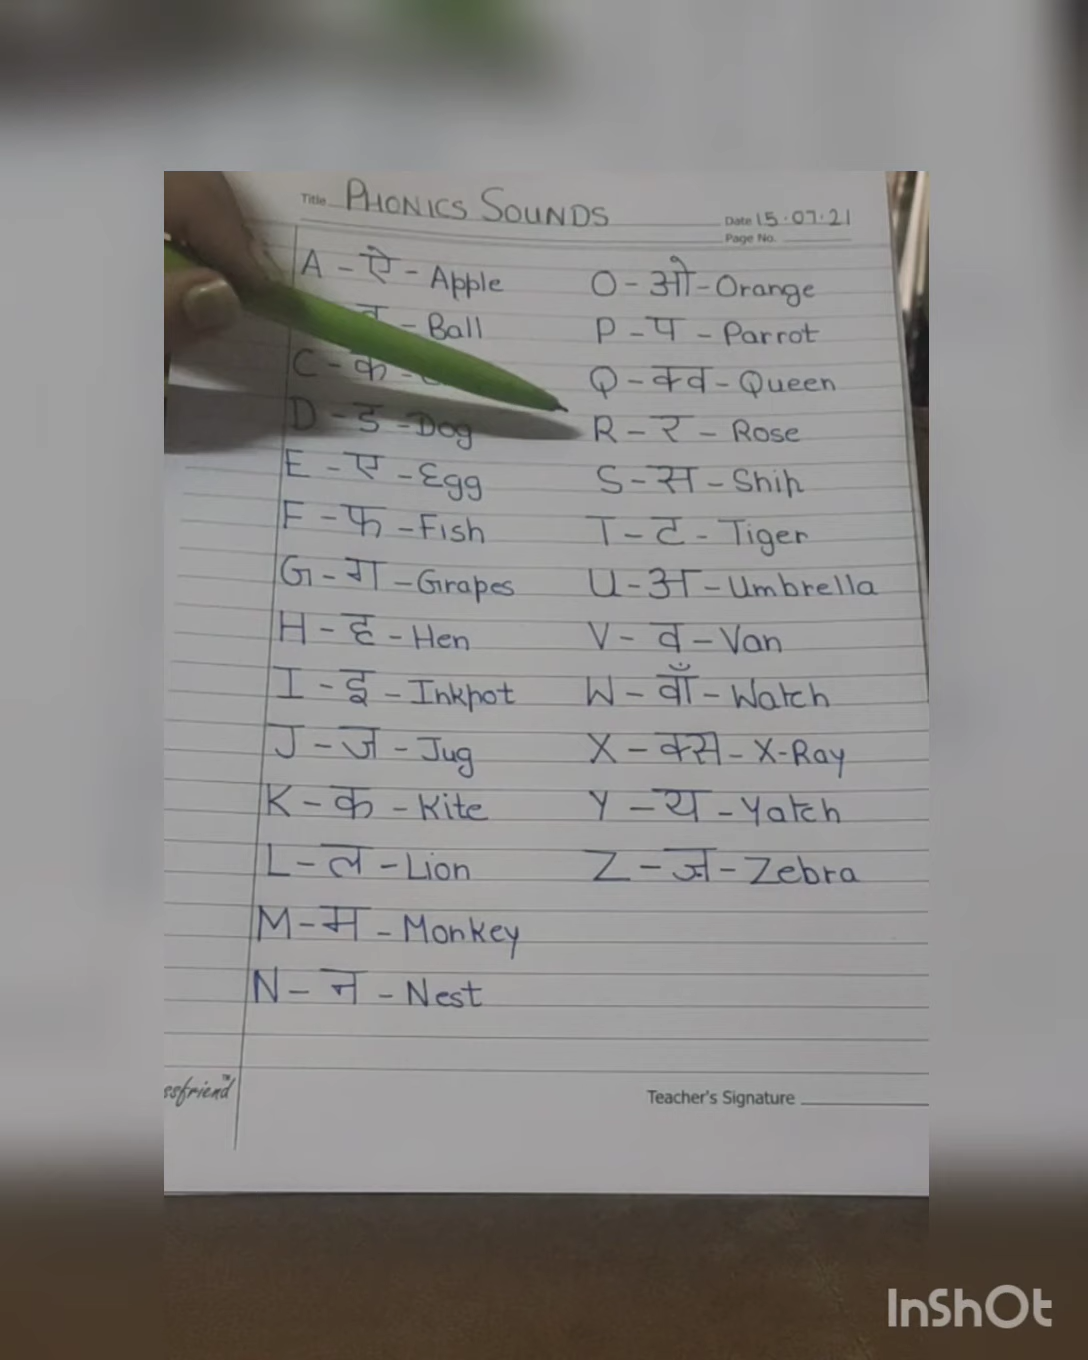 Title PHONICS SOUNDS
Date 15.07.21
Page No.
A - ऐ - Apple
- Ball
C - क -
D - ड - Dog
E - ए - Egg
F - फ - Fish
G - ग - Grapes
H - ह - Hen
I - इ - Inkpot
J - ज - Jug
K - क - Kite
L - ल - Lion
M - म - Monkey
N - न - Nest
O - ओ - Orange
P - प - Parrot
Q - क्व - Queen
R - र - Rose
S - स - Ship
T - ट - Tiger
U - अ - Umbrella
V - व - Van
W - वॉ - Watch
X - क्स - X-Ray
Y - य - Yatch
Z - ज़ - Zebra
Teacher's Signature
InShOt